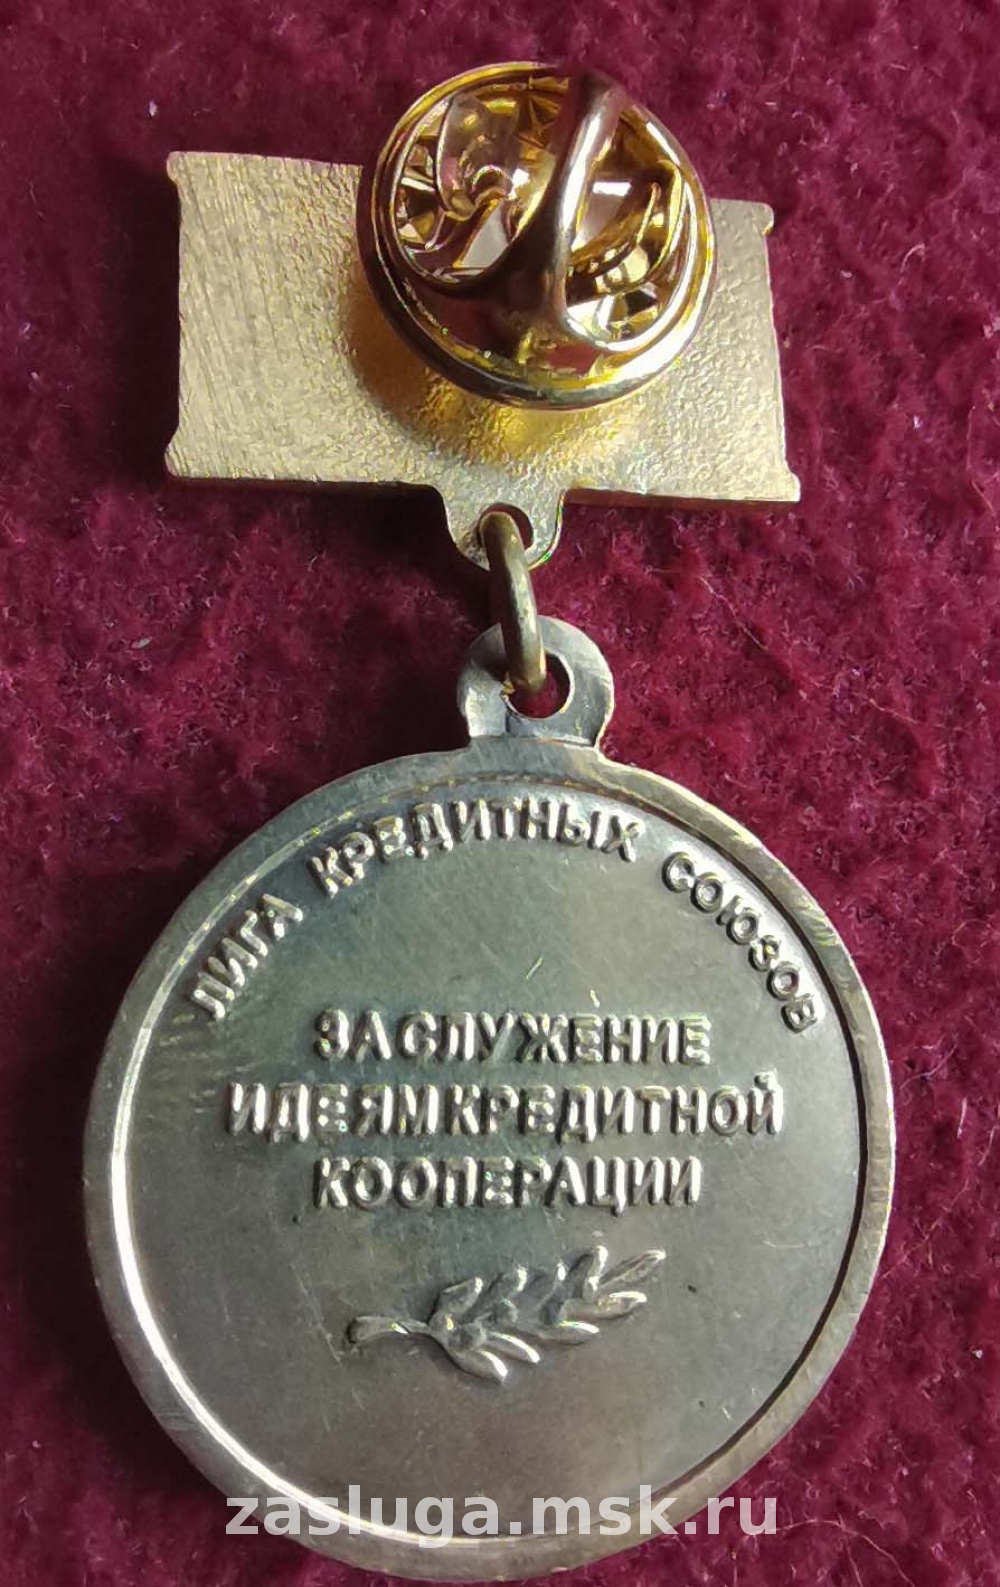 ЛИГА КРЕДИТНЫХ СОЮЗОВ
ЗА СЛУЖЕНИЕ
ИДЕЯМ КРЕДИТНОЙ
КООПЕРАЦИИ
zasluga.msk.ru